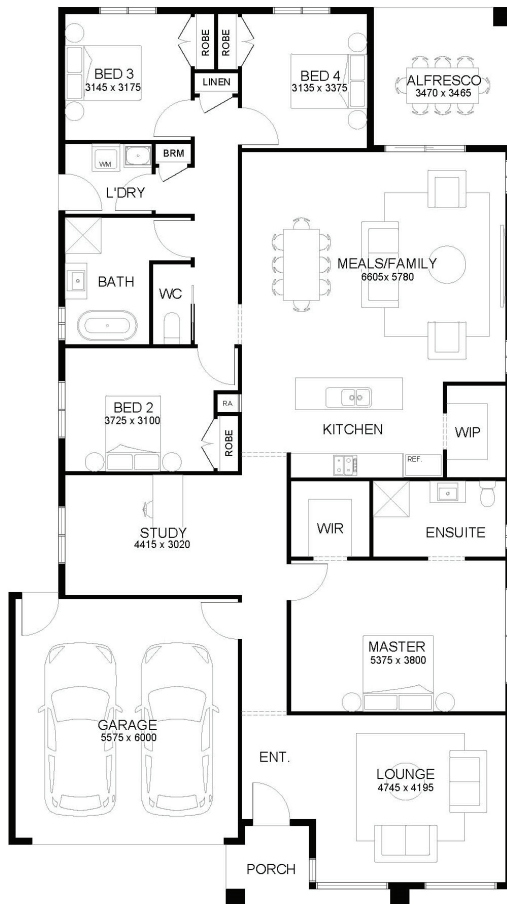 ROBE
ROBE
BED 3
3145 x 3175
BED 4
3135 x 3375
ALFRESCO
3470 x 3465
LINEN
WM
BRM
L'DRY
BATH
WC
MEALS/FAMILY
6605x 5780
BED 2
3725 x 3100
RA.
ROBE
KITCHEN
WIP
REF.
STUDY
4415 x 3020
WIR
ENSUITE
MASTER
5375 x 3800
GARAGE
5575 x 6000
ENT.
LOUNGE
4745 x 4195
PORCH